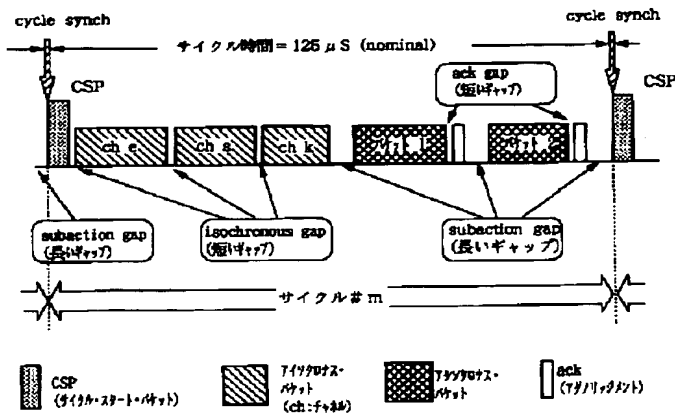 cycle synch
cycle synch
サイクル時間＝125μS (nominal)
CSP
ack gap
(短いギャップ)
CSP
ch e
ch s
ch k
subaction gap
(長いギャップ)
isochronous gap
(短いギャップ)
subaction gap
(長いギャップ)
サイクル＃m
CSP
(サイクル・スタート・パケット)
アイソクロナス・
パケット
(ch:チャネル)
アシンクロナス・
パケット
ack
(アクノリッジメント)